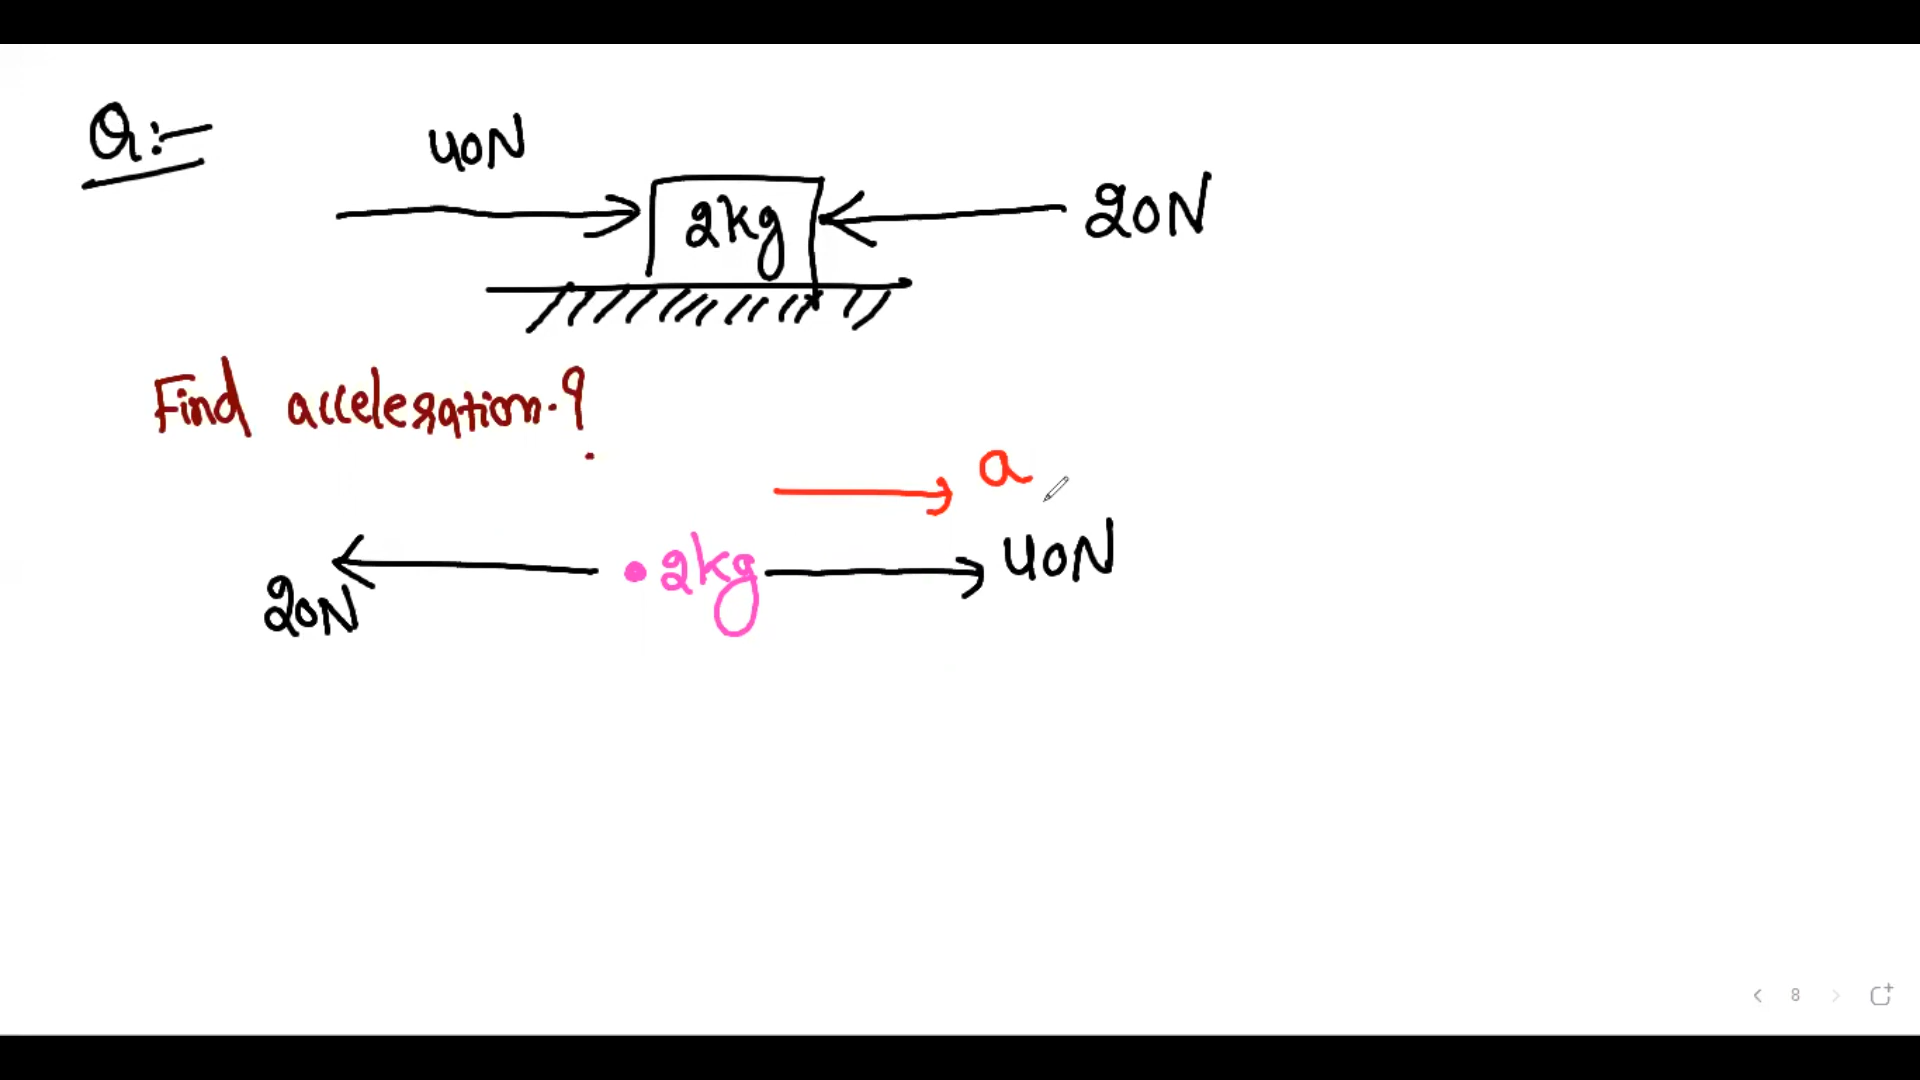 Q:-
40N
2kg
20N
Find acceleration.?
a
20N
2kg
40N
8